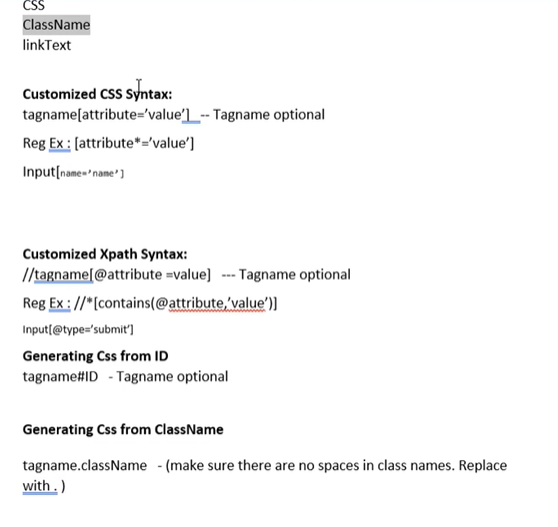 CSS
ClassName
linkText
Customized CSS Syntax:
tagname[attribute='value']  -- Tagname optional
Reg Ex : [attribute*='value']
Input[name='name']
Customized Xpath Syntax:
//tagname[@attribute =value]  --- Tagname optional
Reg Ex : //*[contains(@attribute,'value')]
Input[@type='submit']
Generating Css from ID
tagname#ID  - Tagname optional
Generating Css from ClassName
tagname.className  - (make sure there are no spaces in class names. Replace
with . )